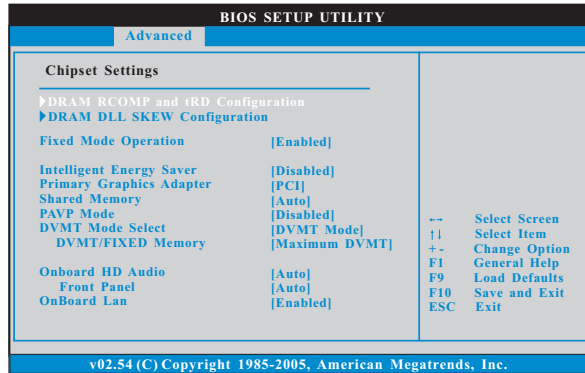 BIOS SETUP UTILITY
Advanced
Chipset Settings
DRAM RCOMP and tRD Configuration
DRAM DLL SKEW Configuration
Fixed Mode Operation [Enabled]
Intelligent Energy Saver [Disabled]
Primary Graphics Adapter [PCI]
Shared Memory [Auto]
PAVP Mode [Disabled]
DVMT Mode Select [DVMT Mode]
DVMT/FIXED Memory [Maximum DVMT]
Onboard HD Audio [Auto]
Front Panel [Auto]
OnBoard Lan [Enabled]
←→ Select Screen
↑↓ Select Item
+ - Change Option
F1 General Help
F9 Load Defaults
F10 Save and Exit
ESC Exit
v02.54 (C) Copyright 1985-2005, American Megatrends, Inc.